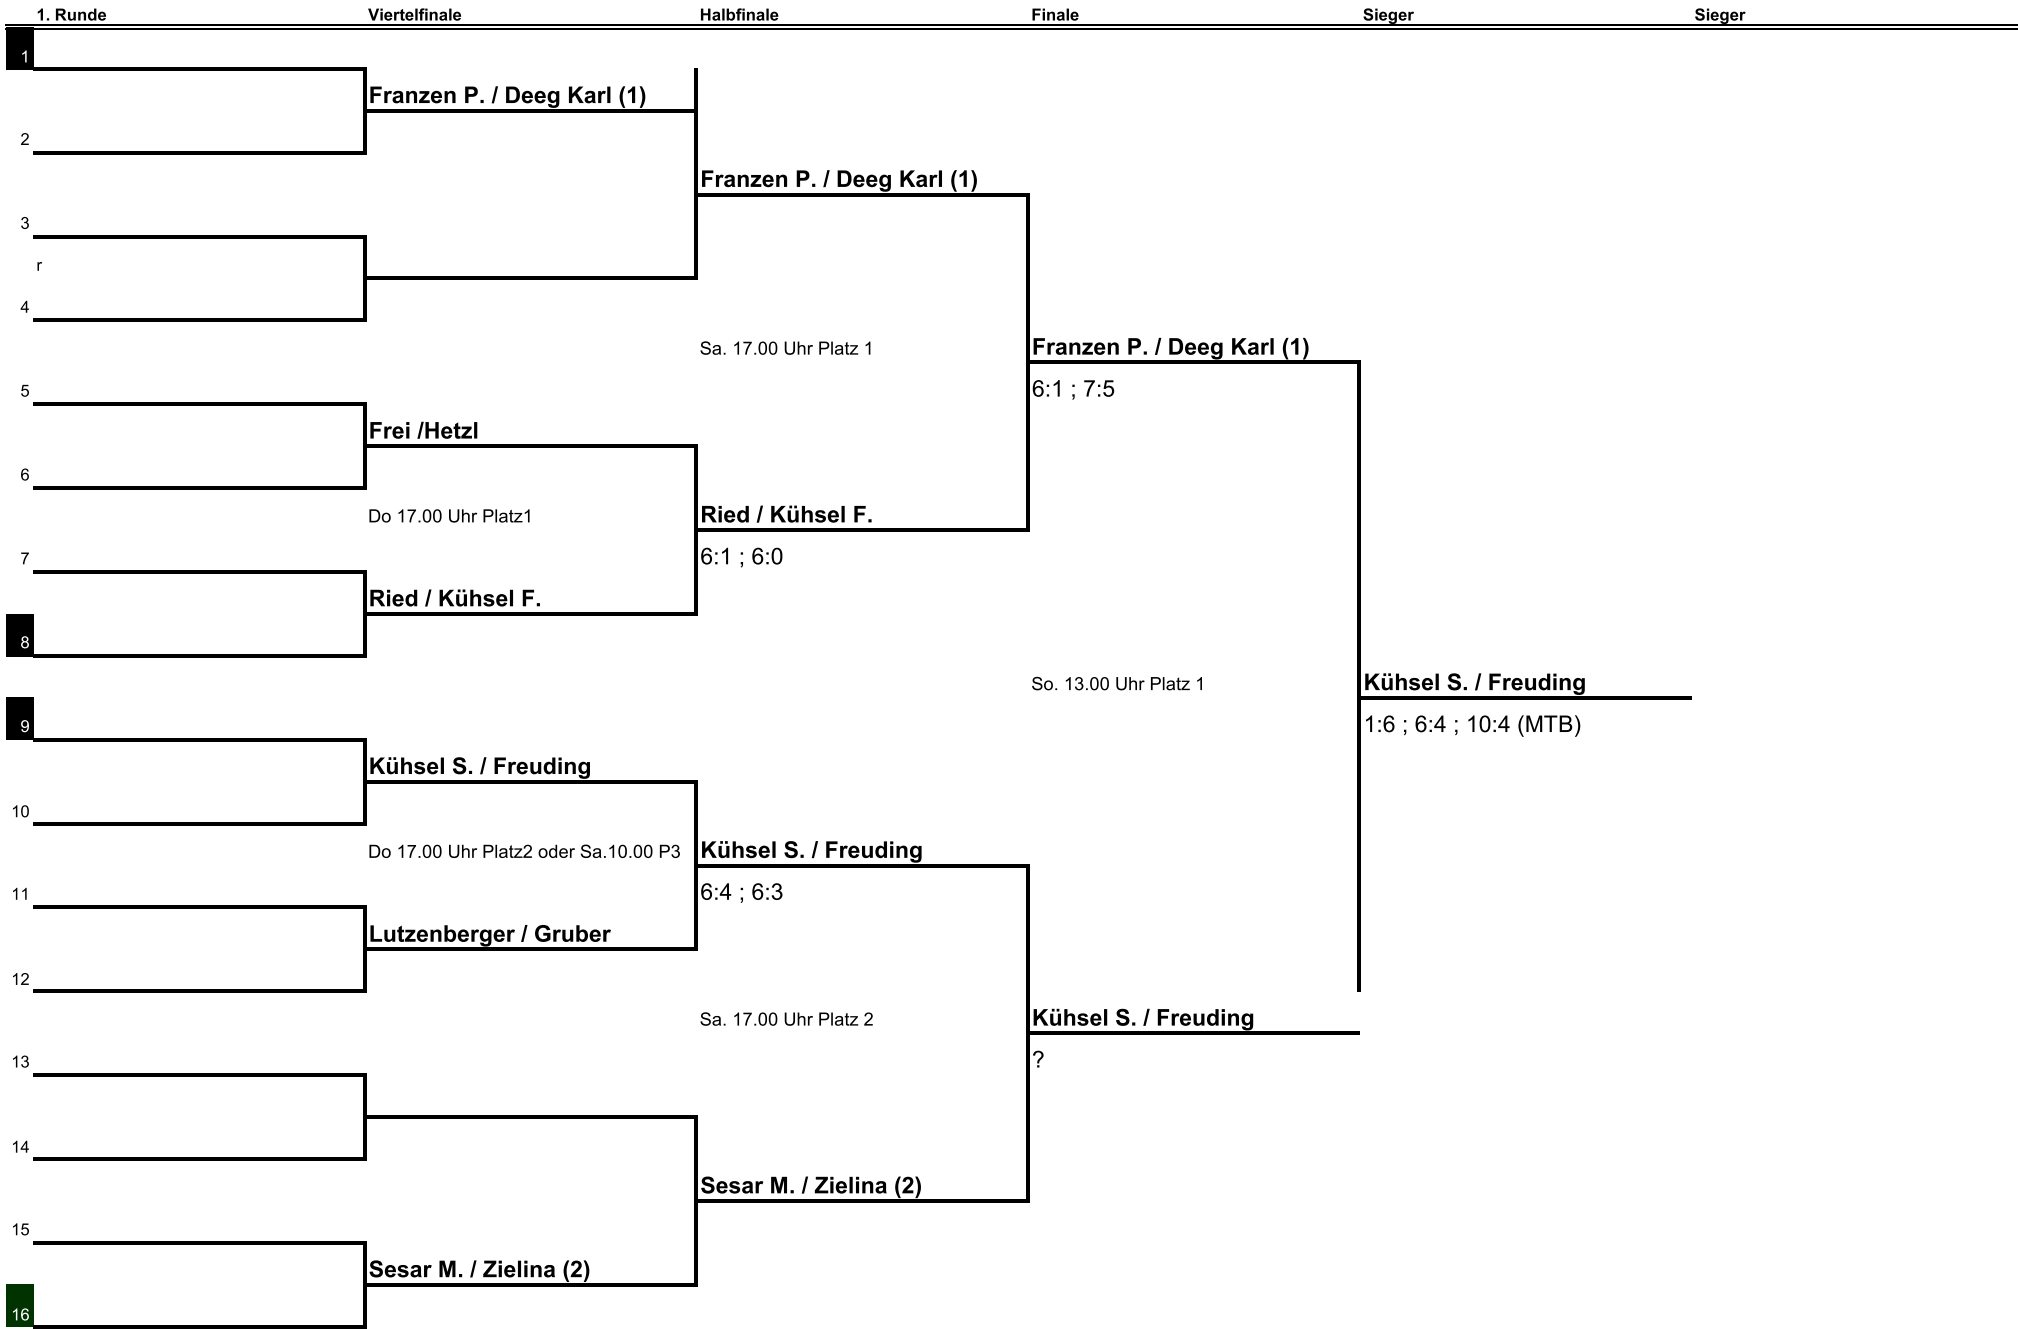 1. Runde Viertelfinale Halbfinale Finale Sieger Sieger
1
Franzen P. / Deeg Karl (1)
2
Franzen P. / Deeg Karl (1)
3
r
4
Sa. 17.00 Uhr Platz 1
Franzen P. / Deeg Karl (1)
5
6:1 ; 7:5
Frei /Hetzl
6
Do 17.00 Uhr Platz1
Ried / Kühsel F.
7
6:1 ; 6:0
Ried / Kühsel F.
8
So. 13.00 Uhr Platz 1
Kühsel S. / Freuding
9
1:6 ; 6:4 ; 10:4 (MTB)
Kühsel S. / Freuding
10
Do 17.00 Uhr Platz2 oder Sa.10.00 P3
Kühsel S. / Freuding
11
6:4 ; 6:3
Lutzenberger / Gruber
12
Sa. 17.00 Uhr Platz 2
Kühsel S. / Freuding
13
?
14
Sesar M. / Zielina (2)
15
Sesar M. / Zielina (2)
16